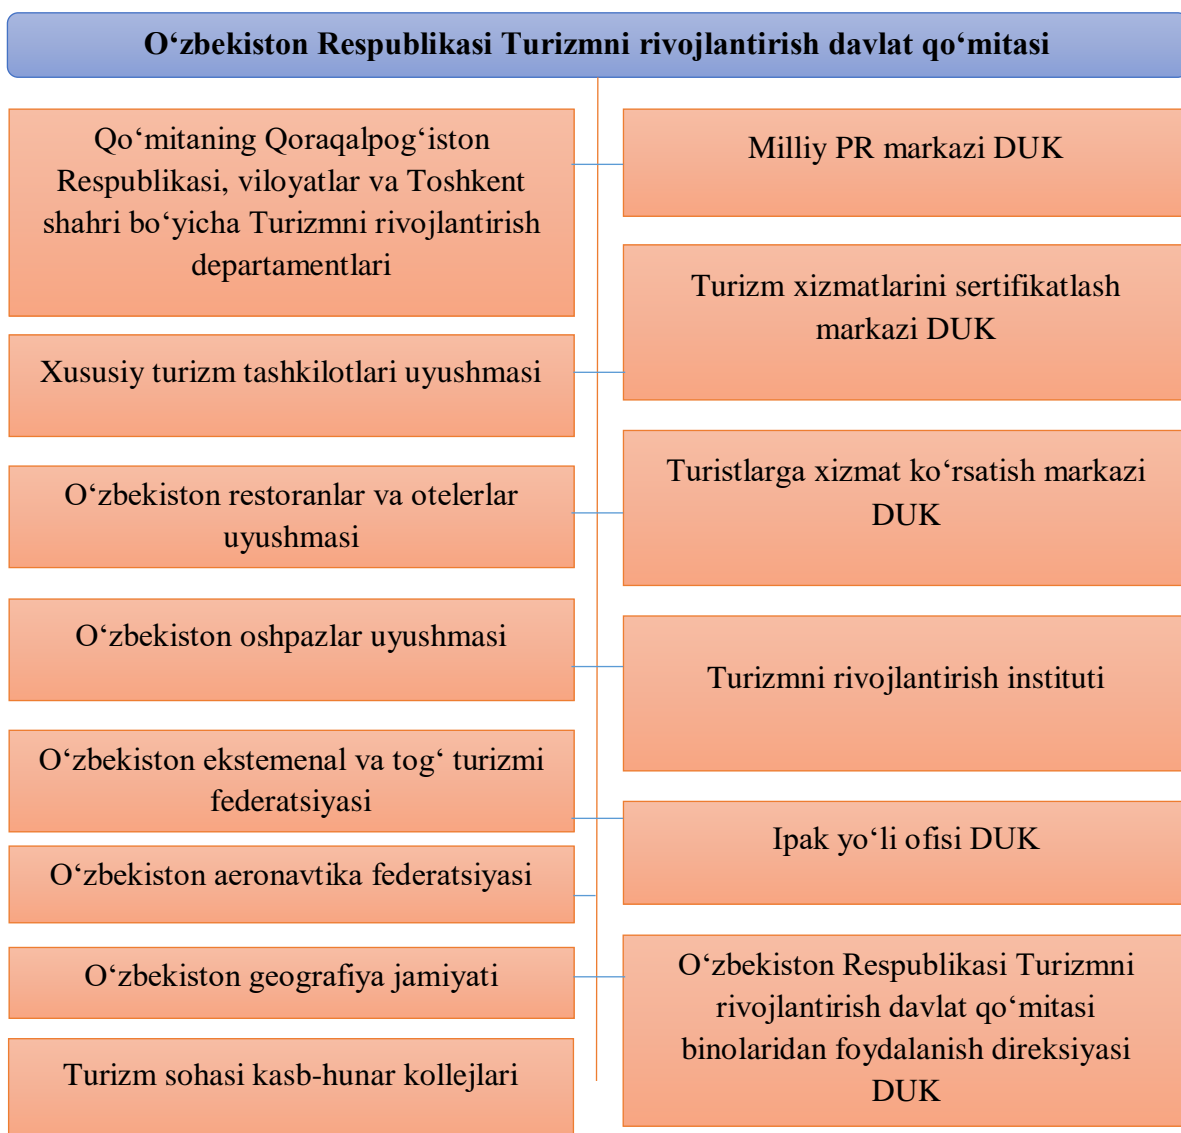 O‘zbekiston Respublikasi Turizmni rivojlantirish davlat qo‘mitasi
Qo‘mitaning Qoraqalpog‘iston
Respublikasi, viloyatlar va Toshkent
shahri bo‘yicha Turizmni rivojlantirish
departamentlari
Xususiy turizm tashkilotlari uyushmasi
O‘zbekiston restoranlar va otelerlar
uyushmasi
O‘zbekiston oshpazlar uyushmasi
O‘zbekiston ekstemenal va tog‘ turizmi
federatsiyasi
O‘zbekiston aeronavtika federatsiyasi
O‘zbekiston geografiya jamiyati
Turizm sohasi kasb-hunar kollejlari
Milliy PR markazi DUK
Turizm xizmatlarini sertifikatlash
markazi DUK
Turistlarga xizmat ko‘rsatish markazi
DUK
Turizmni rivojlantirish instituti
Ipak yo‘li ofisi DUK
O‘zbekiston Respublikasi Turizmni
rivojlantirish davlat qo‘mitasi
binolaridan foydalanish direksiyasi
DUK